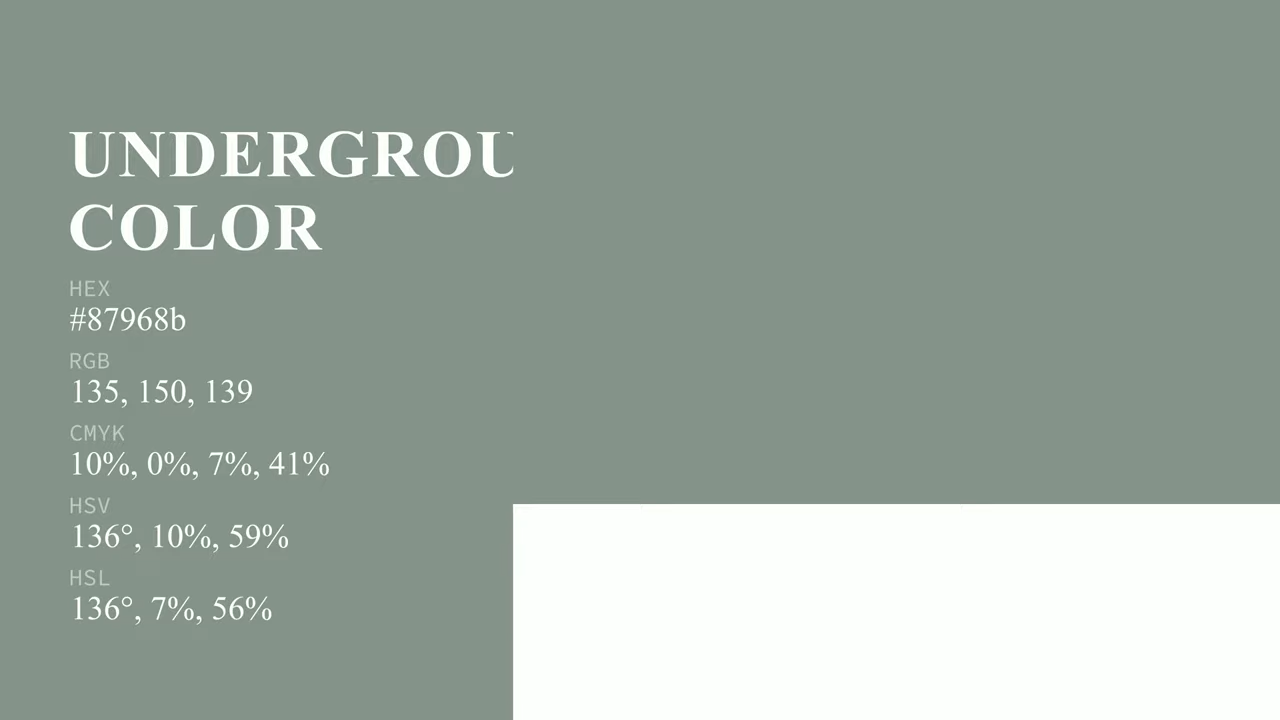 UNDERGROU
COLOR
HEX
#87968b
RGB
135, 150, 139
CMYK
10%, 0%, 7%, 41%
HSV
136°, 10%, 59%
HSL
136°, 7%, 56%